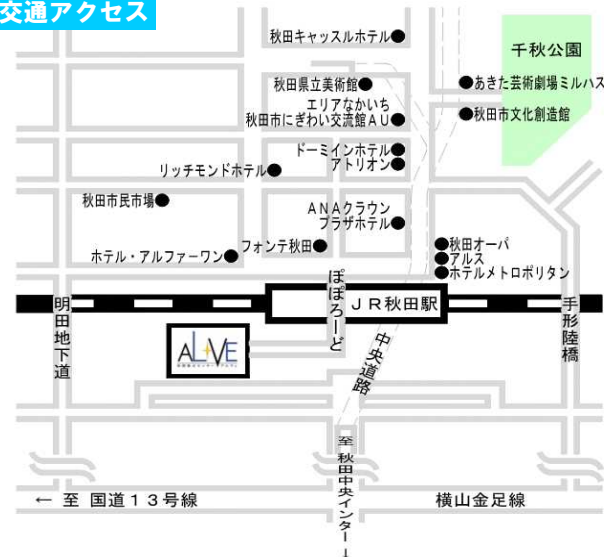 交通アクセス
秋田キャッスルホテル
千秋公園
秋田県立美術館
あきた芸術劇場ミルハス
エリアなかいち
秋田市にぎわい交流館ＡＵ
秋田市文化創造館
ドーミインホテル
アトリオン
リッチモンドホテル
秋田市民市場
ＡＮＡクラウン
プラザホテル
フォンテ秋田
ホテル・アルファーワン
秋田オーパ
アルス
ホテルメトロポリタン
ぽぽろーど
ＪＲ秋田駅
明田地下道
手形陸橋
ALVE
中央道路
至 秋田中央インター→
← 至 国道１３号線
横山金足線